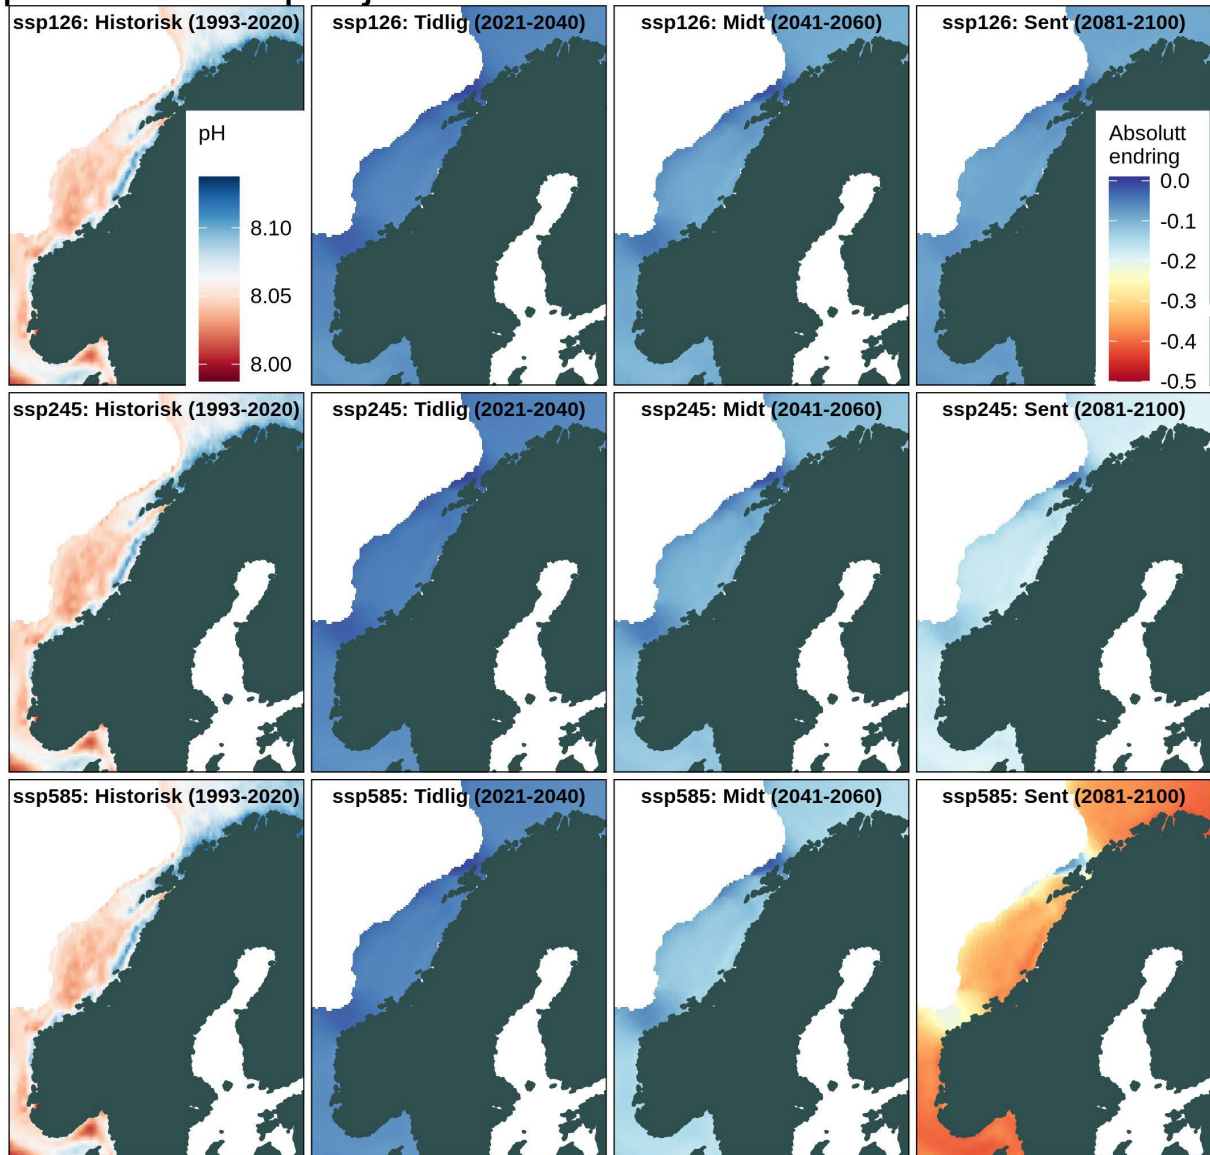 ssp126: Historisk (1993-2020)
ssp126: Tidlig (2021-2040)
ssp126: Midt (2041-2060)
ssp126: Sent (2081-2100)
pH
8.10
8.05
8.00
Absolutt
endring
0.0
-0.1
-0.2
-0.3
-0.4
-0.5
ssp245: Historisk (1993-2020)
ssp245: Tidlig (2021-2040)
ssp245: Midt (2041-2060)
ssp245: Sent (2081-2100)
ssp585: Historisk (1993-2020)
ssp585: Tidlig (2021-2040)
ssp585: Midt (2041-2060)
ssp585: Sent (2081-2100)